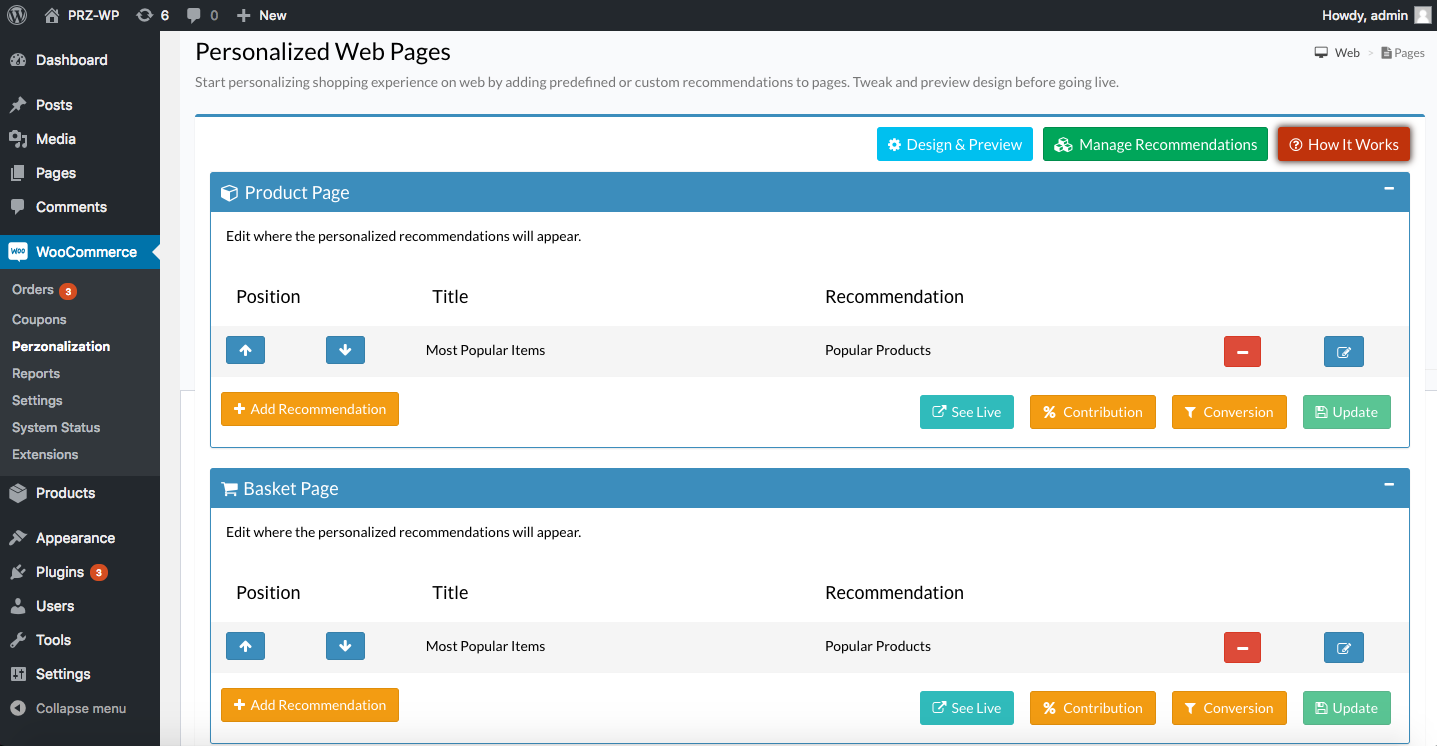 PRZ-WP 6 0 New Howdy, admin
Dashboard
Posts
Media
Pages
Comments
WOO WooCommerce
Orders 3
Coupons
Perzonalization
Reports
Settings
System Status
Extensions
Products
Appearance
Plugins 3
Users
Tools
Settings
Collapse menu
Personalized Web Pages
Web > Pages
Start personalizing shopping experience on web by adding predefined or custom recommendations to pages. Tweak and preview design before going live.
Design & Preview Manage Recommendations How It Works
Product Page
Edit where the personalized recommendations will appear.
Position Title Recommendation
Most Popular Items Popular Products
Add Recommendation See Live % Contribution Conversion Update
Basket Page
Edit where the personalized recommendations will appear.
Position Title Recommendation
Most Popular Items Popular Products
Add Recommendation See Live % Contribution Conversion Update